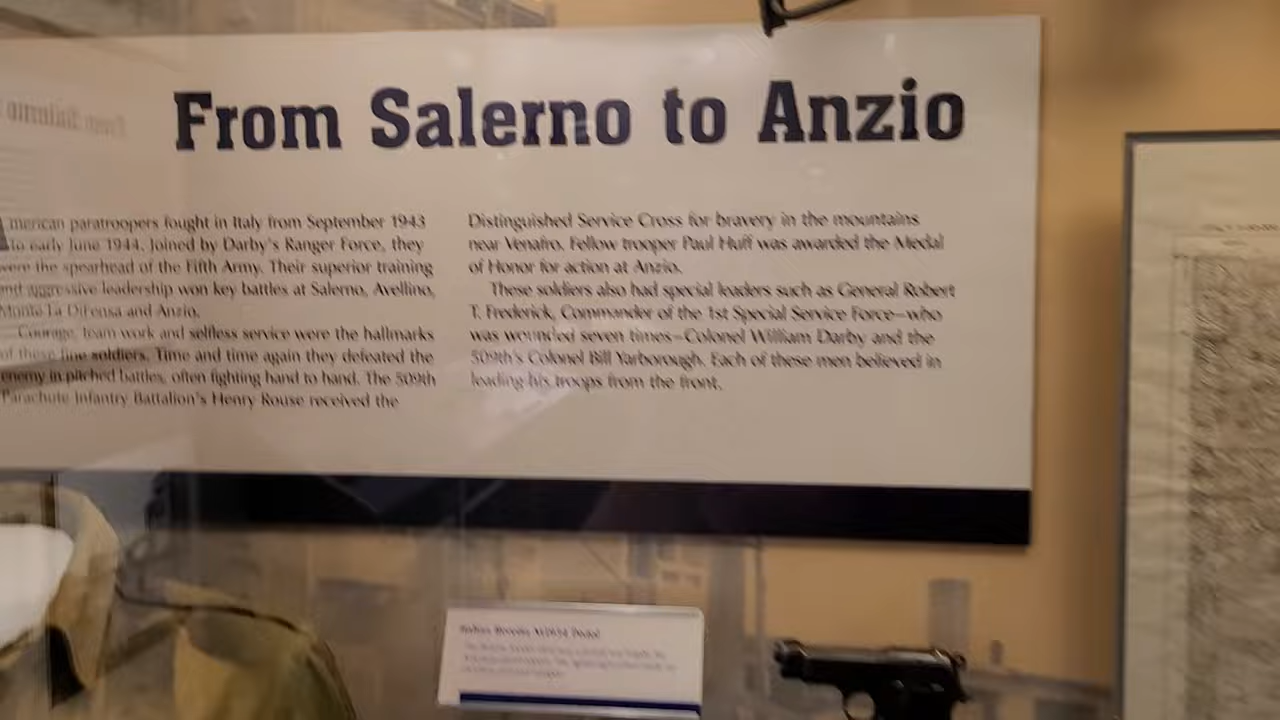 From Salerno to Anzio
American paratroopers fought in Italy from September 1943
to early June 1944. Joined by Darby's Ranger Force, they
were the spearhead of the Fifth Army. Their superior training
and aggressive leadership won key battles at Salerno, Avellino,
Monte La Difensa and Anzio.
Courage, team work and selfless service were the hallmarks
of these fine soldiers. Time and time again they defeated the
enemy in pitched battles, often fighting hand to hand. The 509th
Parachute Infantry Battalion's Henry Rouse received the
Distinguished Service Cross for bravery in the mountains
near Venafro. Fellow trooper Paul Huff was awarded the Medal
of Honor for action at Anzio.
These soldiers also had special leaders such as General Robert
T. Frederick, Commander of the 1st Special Service Force—who
was wounded seven times—Colonel William Darby and the
509th's Colonel Bill Yarborough. Each of these men believed in
leading his troops from the front.
Italian Beretta M1934 Pistol